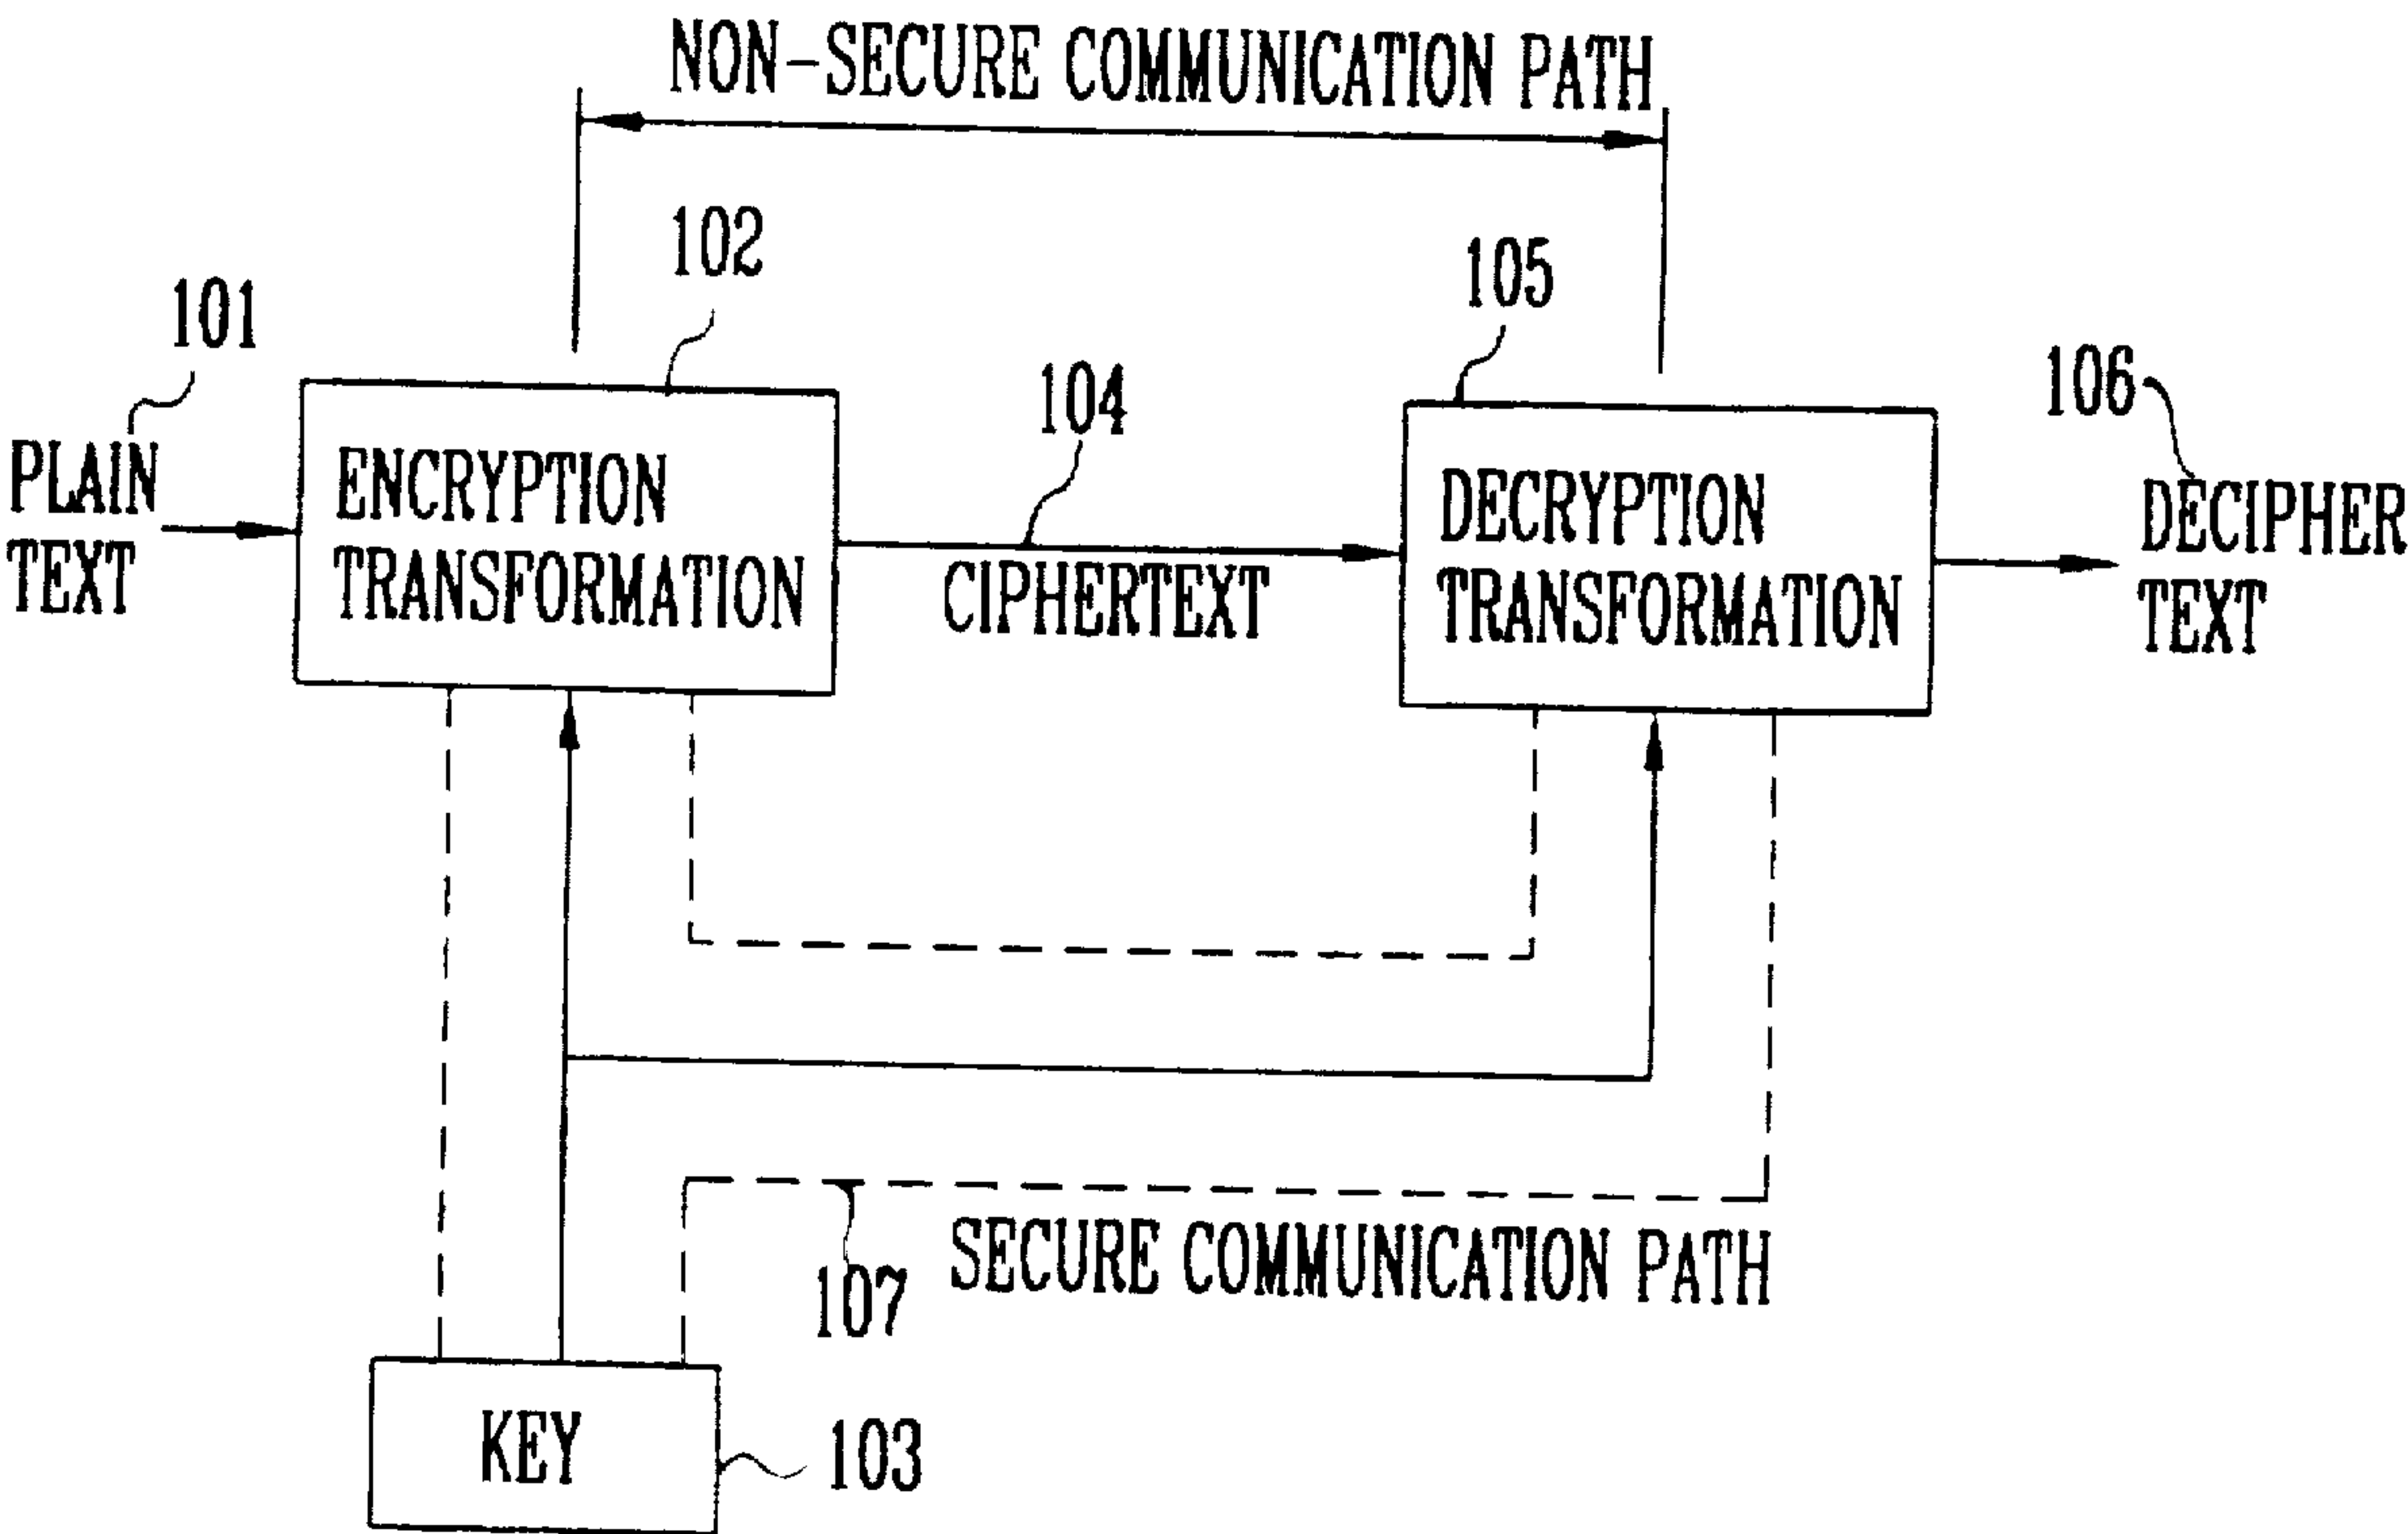 NON-SECURE COMMUNICATION PATH
102
105
101
104
106
PLAIN
TEXT
ENCRYPTION
TRANSFORMATION
CIPHERTEXT
DECRYPTION
TRANSFORMATION
DECIPHER
TEXT
107
SECURE COMMUNICATION PATH
KEY
103